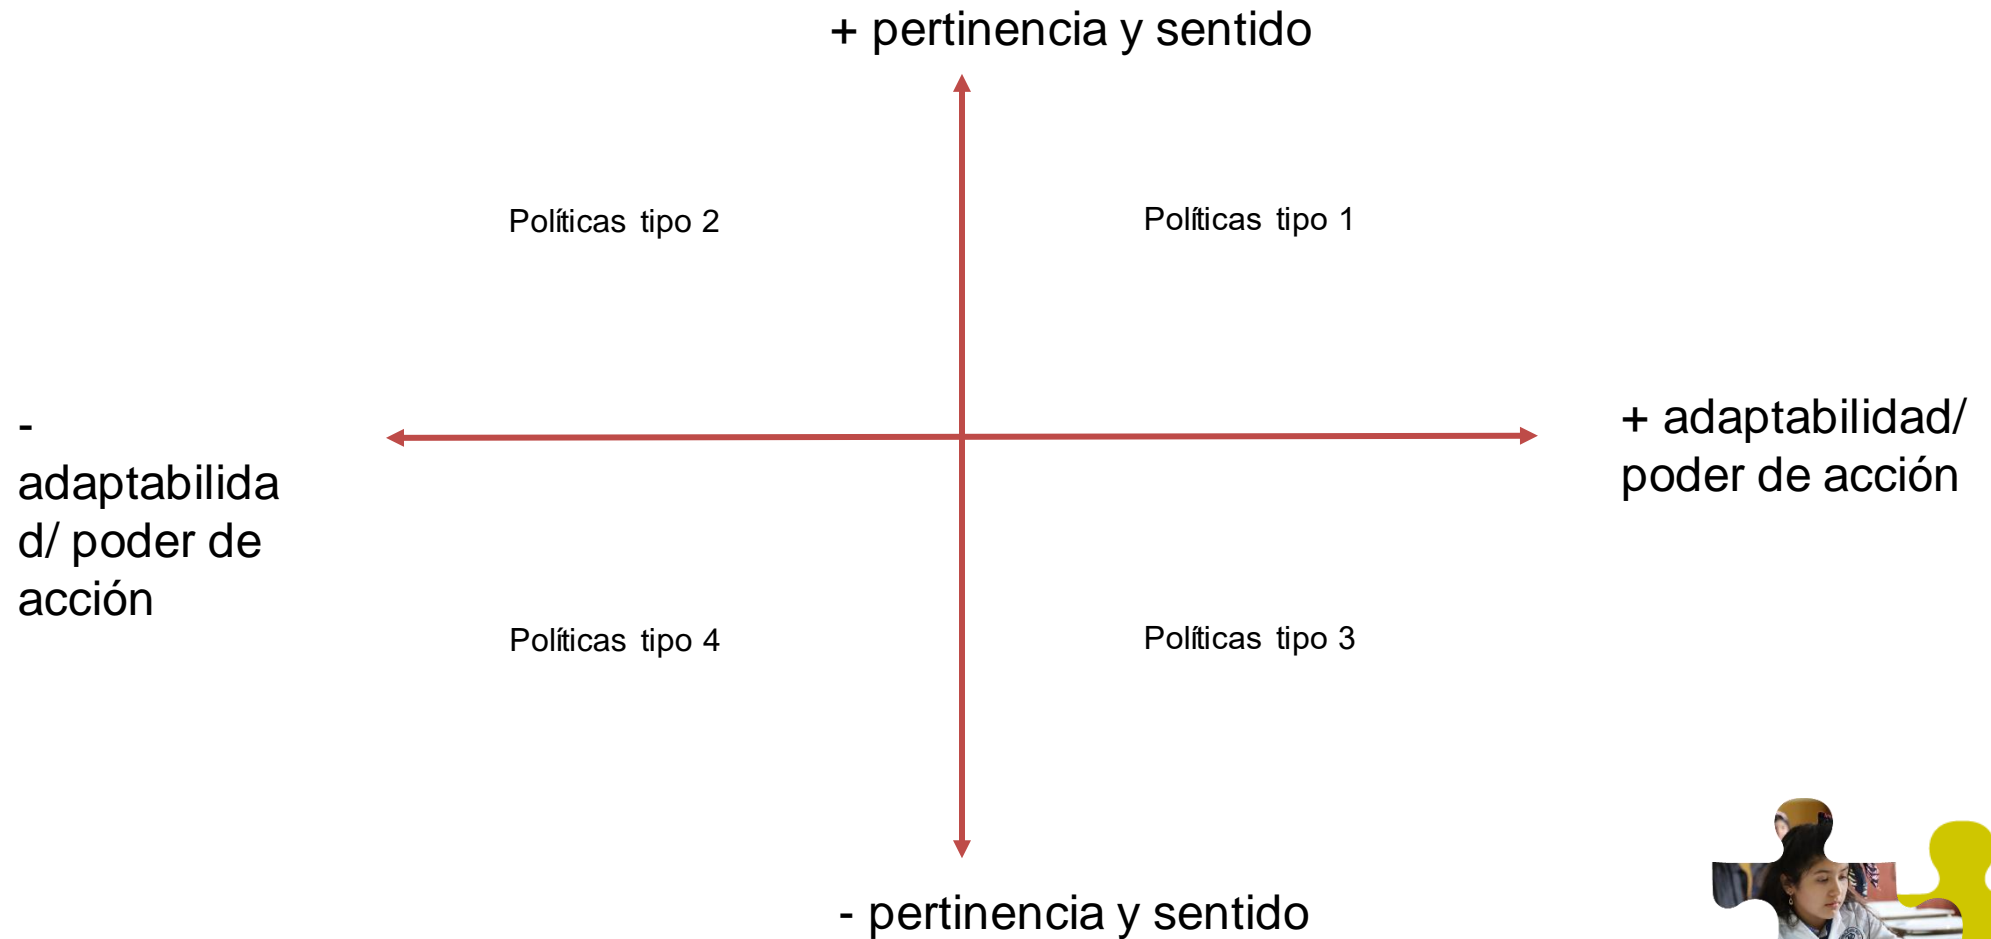 + pertinencia y sentido
Políticas tipo 2
Políticas tipo 1
-
adaptabilida
d/ poder de
acción
+ adaptabilidad/
poder de acción
Políticas tipo 4
Políticas tipo 3
- pertinencia y sentido